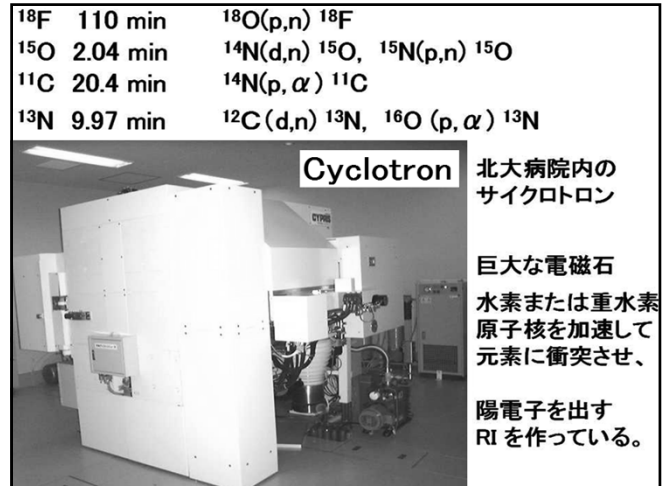 ¹⁸F 110 min ¹⁸O(p,n) ¹⁸F
¹⁵O 2.04 min ¹⁴N(d,n) ¹⁵O, ¹⁵N(p,n) ¹⁵O
¹¹C 20.4 min ¹⁴N(p,α) ¹¹C
¹³N 9.97 min ¹²C(d,n) ¹³N, ¹⁶O (p,α) ¹³N
Cyclotron
CYPRIS
北大病院内の
サイクロトロン
巨大な電磁石
水素または重水素
原子核を加速して
元素に衝突させ、
陽電子を出す
RIを作っている。